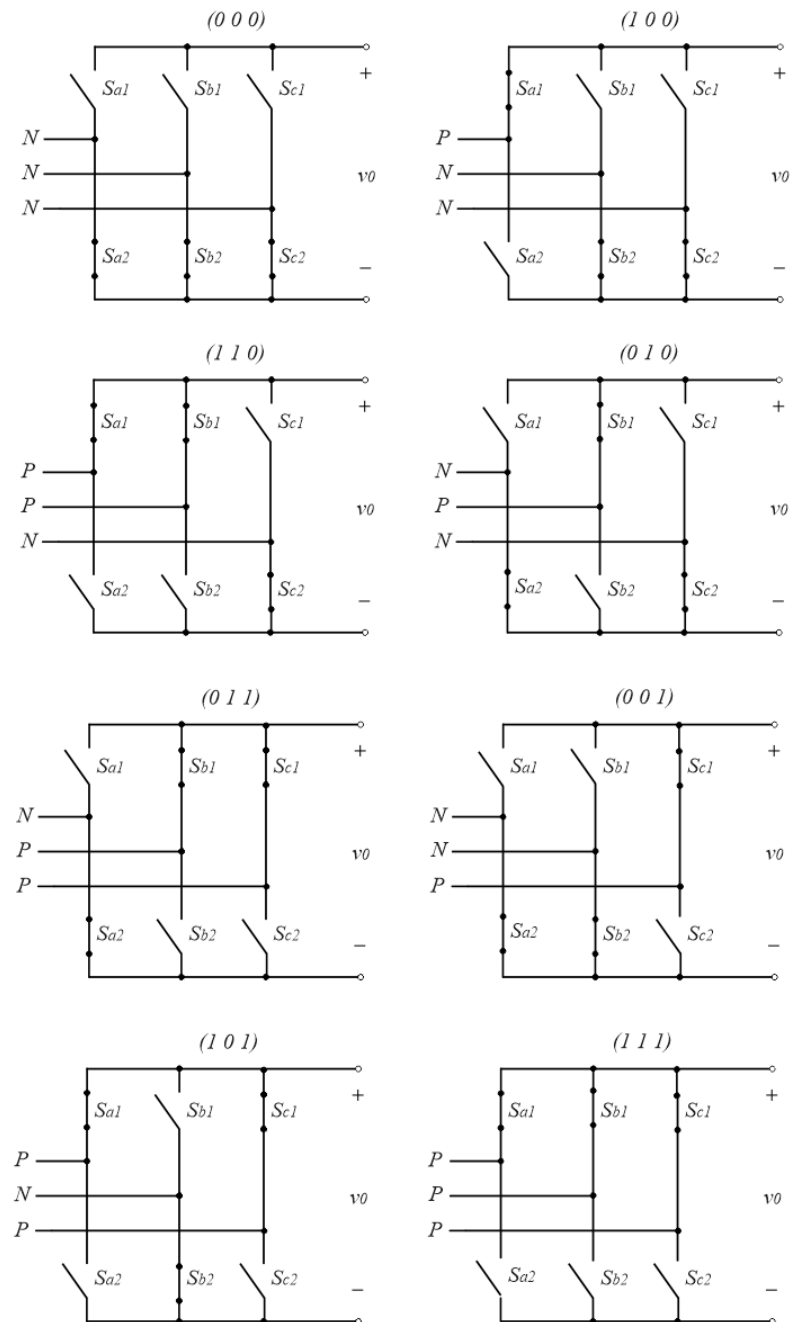 (0 0 0)
Sa1 Sb1 Sc1 +
N
N v0
N
Sa2 Sb2 Sc2 −
(1 0 0)
Sa1 Sb1 Sc1 +
P
N v0
N
Sa2 Sb2 Sc2 −
(1 1 0)
Sa1 Sb1 Sc1 +
P
P v0
N
Sa2 Sb2 Sc2 −
(0 1 0)
Sa1 Sb1 Sc1 +
N
P v0
N
Sa2 Sb2 Sc2 −
(0 1 1)
Sa1 Sb1 Sc1 +
N
P v0
P
Sa2 Sb2 Sc2 −
(0 0 1)
Sa1 Sb1 Sc1 +
N
N v0
P
Sa2 Sb2 Sc2 −
(1 0 1)
Sa1 Sb1 Sc1 +
P
N v0
P
Sa2 Sb2 Sc2 −
(1 1 1)
Sa1 Sb1 Sc1 +
P
P v0
P
Sa2 Sb2 Sc2 −